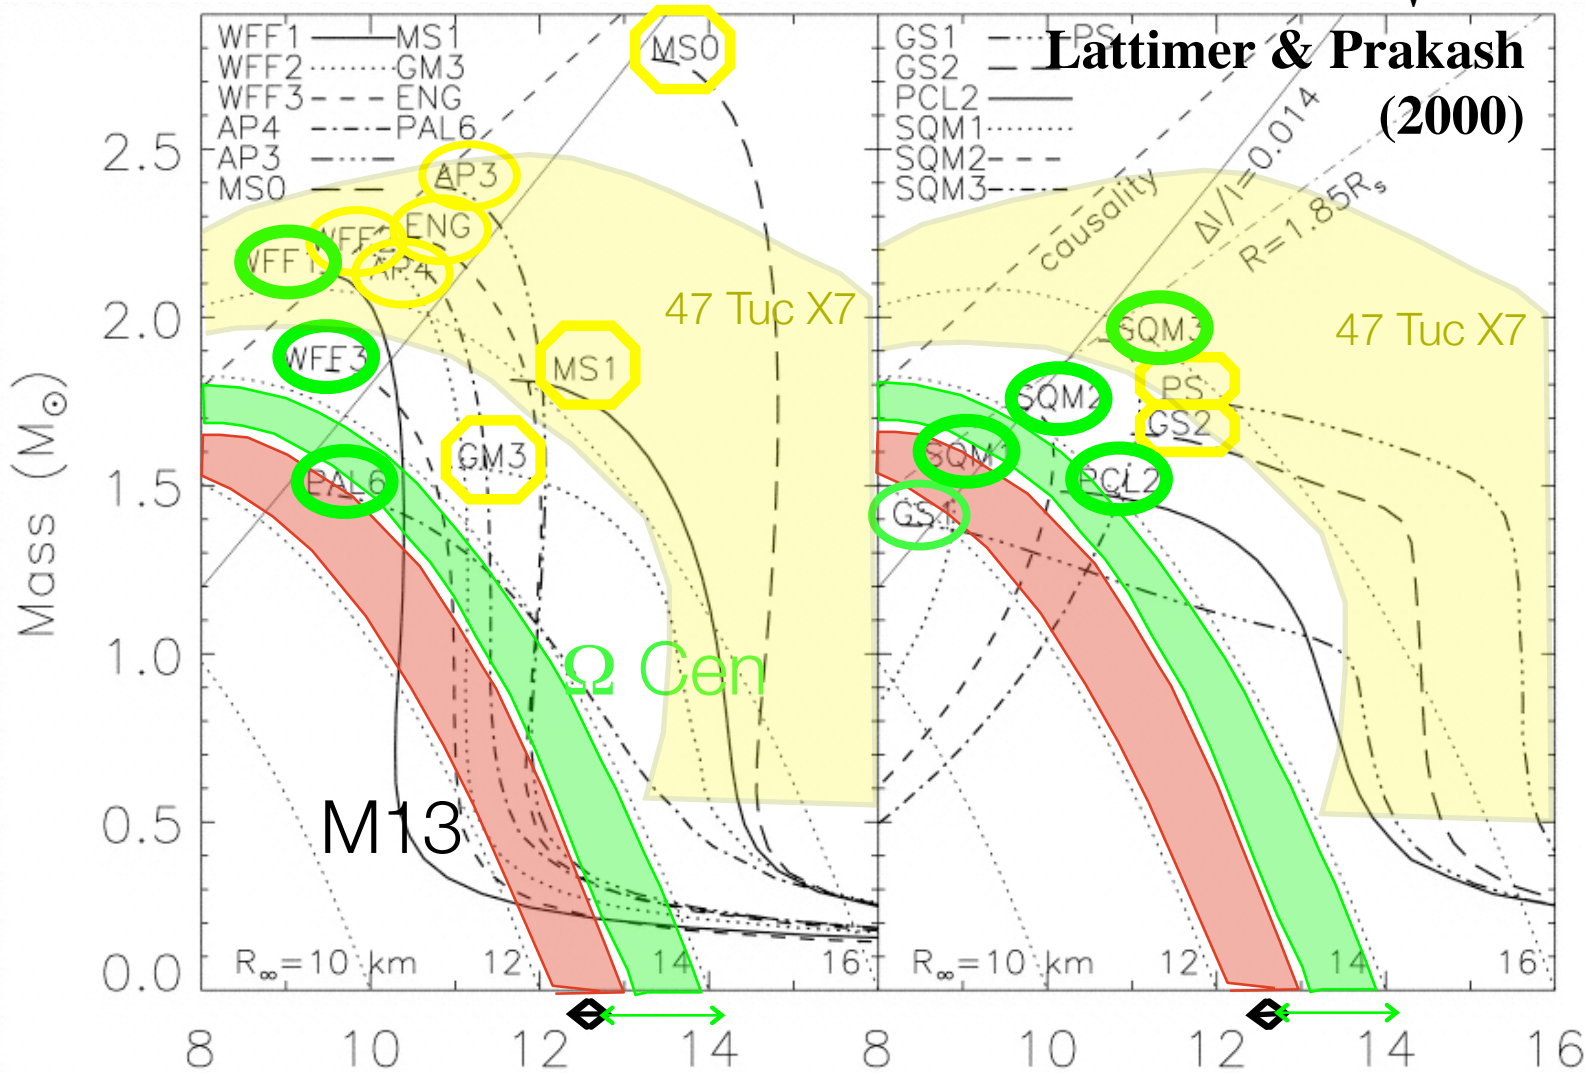 WFF1 MS1
WFF2 GM3
WFF3 ENG
AP4 PAL6
AP3
MS0
GS1 PS
GS2
PCL2
SQM1
SQM2
SQM3
Lattimer & Prakash
(2000)
MS0
AP3
ENG
WFF2
AP4
WFF1
WFF3
MS1
GM3
PAL6
47 Tuc X7
Ω Cen
M13
R∞=10 km 12 14 16
causality
ΔI/I=0.014
R=1.85Rs
SQM3
PS
SQM2
GS2
SQM1
PCL2
GS1
47 Tuc X7
R∞=10 km 12 14 16
Mass (M⊙)
2.5
2.0
1.5
1.0
0.5
0.0
8 10 12 14 8 10 12 14 16